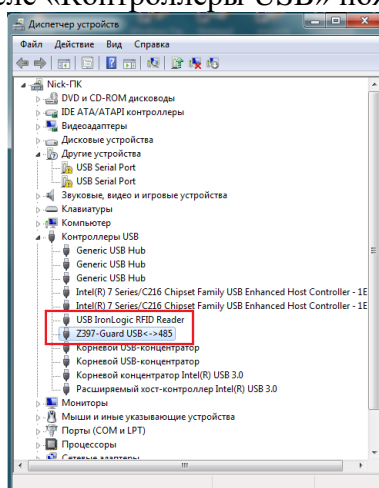 «Контроллеры USB»
Диспетчер устройств
Файл Действие Вид Справка
Nick-ПК
DVD и CD-ROM дисководы
IDE ATA/ATAPI контроллеры
Видеоадаптеры
Дисковые устройства
Другие устройства
USB Serial Port
USB Serial Port
Звуковые, видео и игровые устройства
Клавиатуры
Компьютер
Контроллеры USB
Generic USB Hub
Generic USB Hub
Generic USB Hub
Intel(R) 7 Series/C216 Chipset Family USB Enhanced Host Controller - 1E
Intel(R) 7 Series/C216 Chipset Family USB Enhanced Host Controller - 1E
USB IronLogic RFID Reader
Z397-Guard USB<->485
Корневой USB-концентратор
Корневой USB-концентратор
Корневой концентратор Intel(R) USB 3.0
Расширяемый хост-контроллер Intel(R) USB 3.0
Мониторы
Мыши и иные указывающие устройства
Порты (COM и LPT)
Процессоры
Сетевые адаптеры